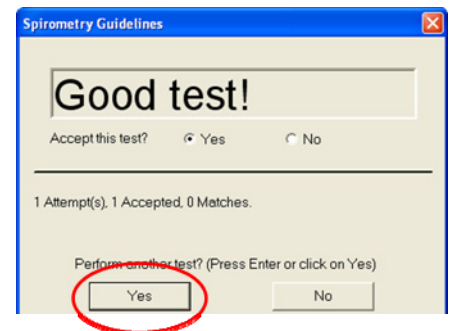 Spirometry Guidelines
Good test!
Accept this test? Yes No
1 Attempt(s), 1 Accepted, 0 Matches.
Perform another test? (Press Enter or click on Yes)
Yes No